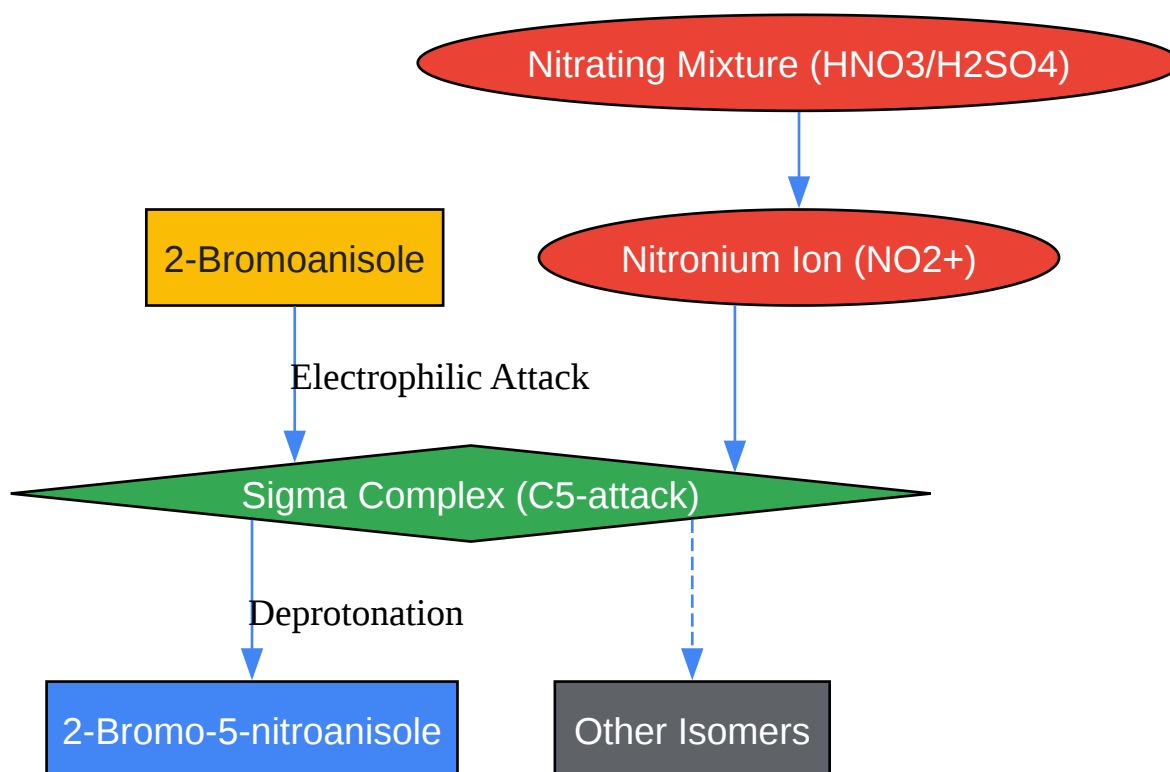 Nitrating Mixture (HNO3/H2SO4)
2-Bromoanisole
Nitronium Ion (NO2+)
Electrophilic Attack
Sigma Complex (C5-attack)
Deprotonation
2-Bromo-5-nitroanisole
Other Isomers